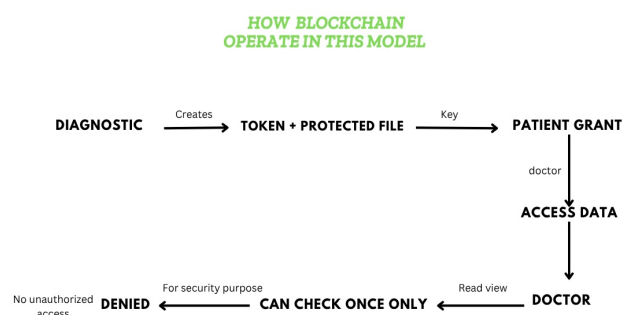 HOW BLOCKCHAIN
OPERATE IN THIS MODEL
DIAGNOSTIC
Creates
TOKEN + PROTECTED FILE
Key
PATIENT GRANT
doctor
ACCESS DATA
DOCTOR
Read view
CAN CHECK ONCE ONLY
For security purpose
DENIED
No unauthorized
access